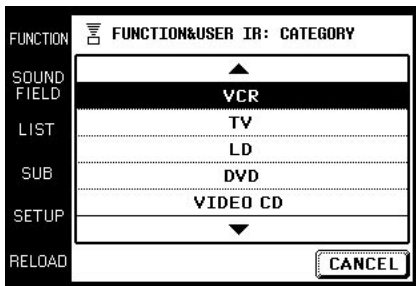 FUNCTION
SOUND
FIELD
LIST
SUB
SETUP
RELOAD
FUNCTION&USER IR: CATEGORY
VCR
TV
LD
DVD
VIDEO CD
CANCEL